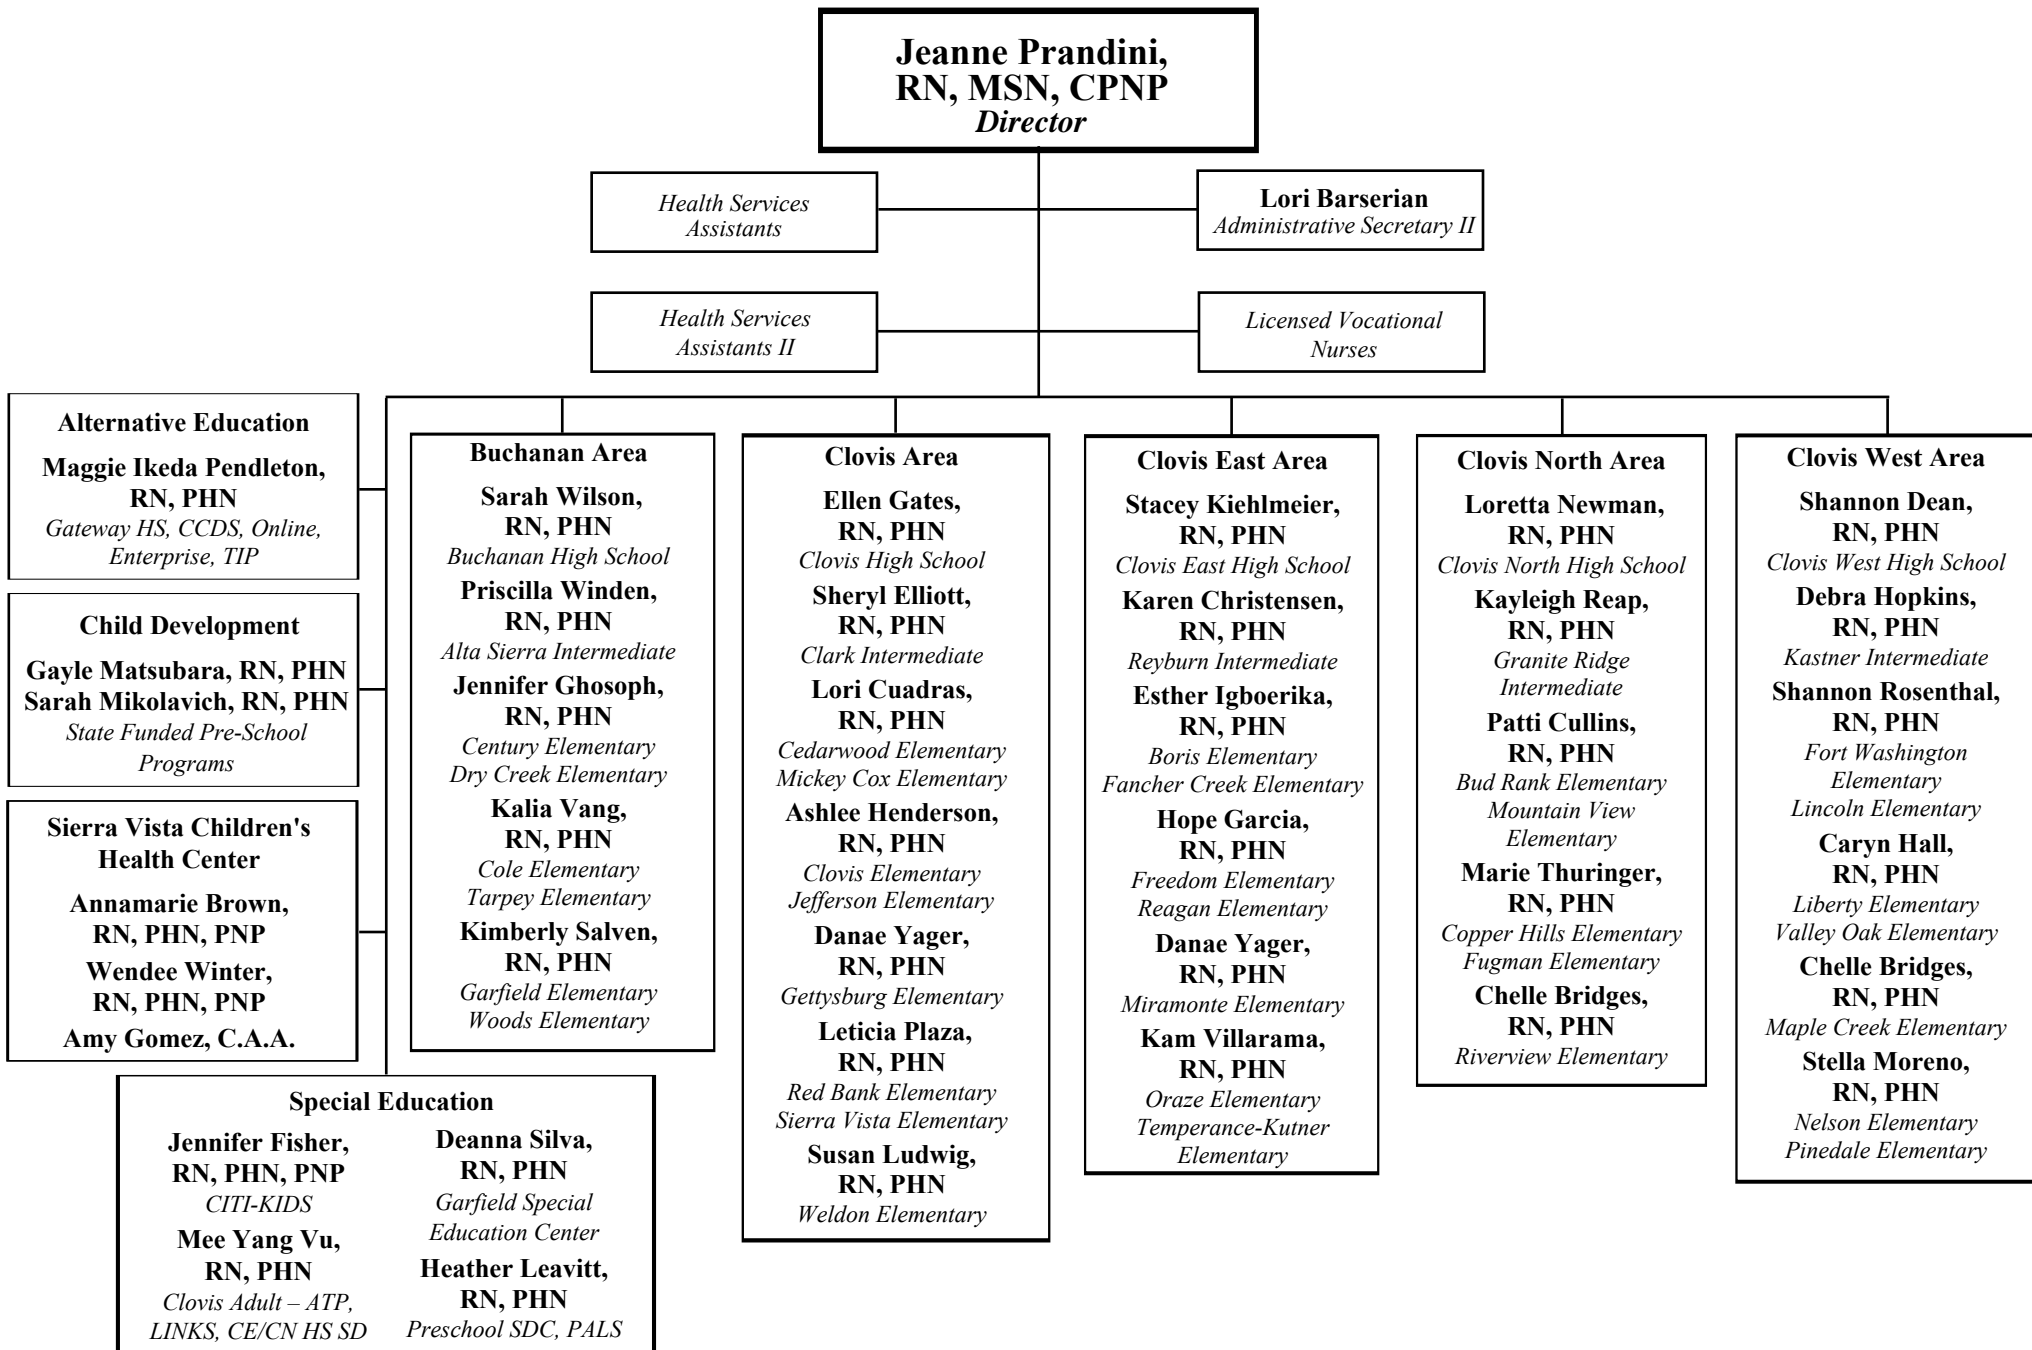 Jeanne Prandini,
RN, MSN, CPNP
Director
Health Services
Assistants
Lori Barserian
Administrative Secretary II
Health Services
Assistants II
Licensed Vocational
Nurses
Alternative Education
Maggie Ikeda Pendleton,
RN, PHN
Gateway HS, CCDS, Online,
Enterprise, TIP
Child Development
Gayle Matsubara, RN, PHN
Sarah Mikolavich, RN, PHN
State Funded Pre-School
Programs
Sierra Vista Children's
Health Center
Annamarie Brown,
RN, PHN, PNP
Wendee Winter,
RN, PHN, PNP
Amy Gomez, C.A.A.
Special Education
Jennifer Fisher,
RN, PHN, PNP
CITI-KIDS
Mee Yang Vu,
RN, PHN
Clovis Adult – ATP,
LINKS, CE/CN HS SD
Deanna Silva,
RN, PHN
Garfield Special
Education Center
Heather Leavitt,
RN, PHN
Preschool SDC, PALS
Buchanan Area
Sarah Wilson,
RN, PHN
Buchanan High School
Priscilla Winden,
RN, PHN
Alta Sierra Intermediate
Jennifer Ghosoph,
RN, PHN
Century Elementary
Dry Creek Elementary
Kalia Vang,
RN, PHN
Cole Elementary
Tarpey Elementary
Kimberly Salven,
RN, PHN
Garfield Elementary
Woods Elementary
Clovis Area
Ellen Gates,
RN, PHN
Clovis High School
Sheryl Elliott,
RN, PHN
Clark Intermediate
Lori Cuadras,
RN, PHN
Cedarwood Elementary
Mickey Cox Elementary
Ashlee Henderson,
RN, PHN
Clovis Elementary
Jefferson Elementary
Danae Yager,
RN, PHN
Gettysburg Elementary
Leticia Plaza,
RN, PHN
Red Bank Elementary
Sierra Vista Elementary
Susan Ludwig,
RN, PHN
Weldon Elementary
Clovis East Area
Stacey Kiehlmeier,
RN, PHN
Clovis East High School
Karen Christensen,
RN, PHN
Reyburn Intermediate
Esther Igboerika,
RN, PHN
Boris Elementary
Fancher Creek Elementary
Hope Garcia,
RN, PHN
Freedom Elementary
Reagan Elementary
Danae Yager,
RN, PHN
Miramonte Elementary
Kam Villarama,
RN, PHN
Oraze Elementary
Temperance-Kutner
Elementary
Clovis North Area
Loretta Newman,
RN, PHN
Clovis North High School
Kayleigh Reap,
RN, PHN
Granite Ridge
Intermediate
Patti Cullins,
RN, PHN
Bud Rank Elementary
Mountain View
Elementary
Marie Thuringer,
RN, PHN
Copper Hills Elementary
Fugman Elementary
Chelle Bridges,
RN, PHN
Riverview Elementary
Clovis West Area
Shannon Dean,
RN, PHN
Clovis West High School
Debra Hopkins,
RN, PHN
Kastner Intermediate
Shannon Rosenthal,
RN, PHN
Fort Washington
Elementary
Lincoln Elementary
Caryn Hall,
RN, PHN
Liberty Elementary
Valley Oak Elementary
Chelle Bridges,
RN, PHN
Maple Creek Elementary
Stella Moreno,
RN, PHN
Nelson Elementary
Pinedale Elementary